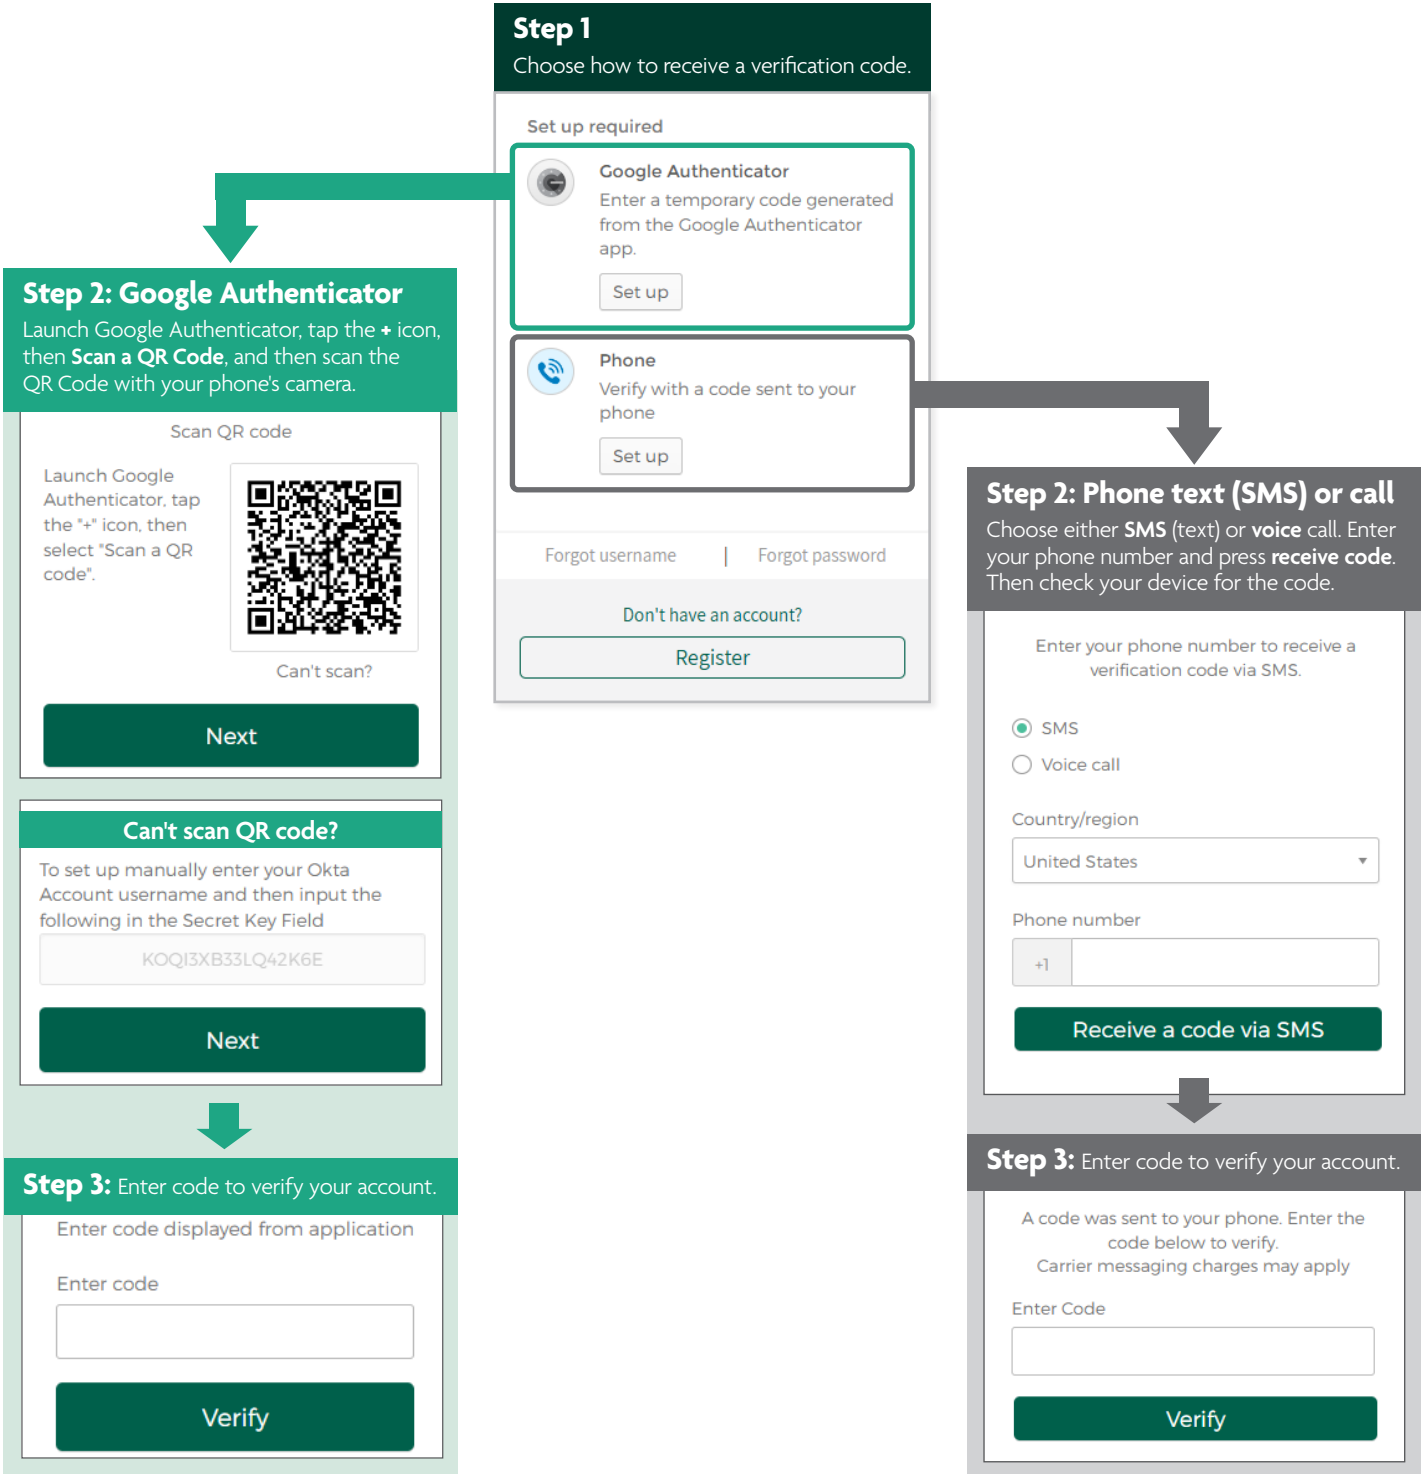 Step 1
Choose how to receive a verification code.
Set up required
Google Authenticator
Enter a temporary code generated
from the Google Authenticator
app.
Set up
Phone
Verify with a code sent to your
phone
Set up
Forgot username | Forgot password
Don't have an account?
Register
Step 2: Google Authenticator
Launch Google Authenticator, tap the + icon,
then Scan a QR Code, and then scan the
QR Code with your phone's camera.
Scan QR code
Launch Google
Authenticator, tap
the "+" icon, then
select "Scan a QR
code".
Can't scan?
Next
Can't scan QR code?
To set up manually enter your Okta
Account username and then input the
following in the Secret Key Field
KOQI3XB33LQ42K6E
Next
Step 3: Enter code to verify your account.
Enter code displayed from application
Enter code
Verify
Step 2: Phone text (SMS) or call
Choose either SMS (text) or voice call. Enter
your phone number and press receive code.
Then check your device for the code.
Enter your phone number to receive a
verification code via SMS.
SMS
Voice call
Country/region
United States
Phone number
+1
Receive a code via SMS
Step 3: Enter code to verify your account.
A code was sent to your phone. Enter the
code below to verify.
Carrier messaging charges may apply
Enter Code
Verify